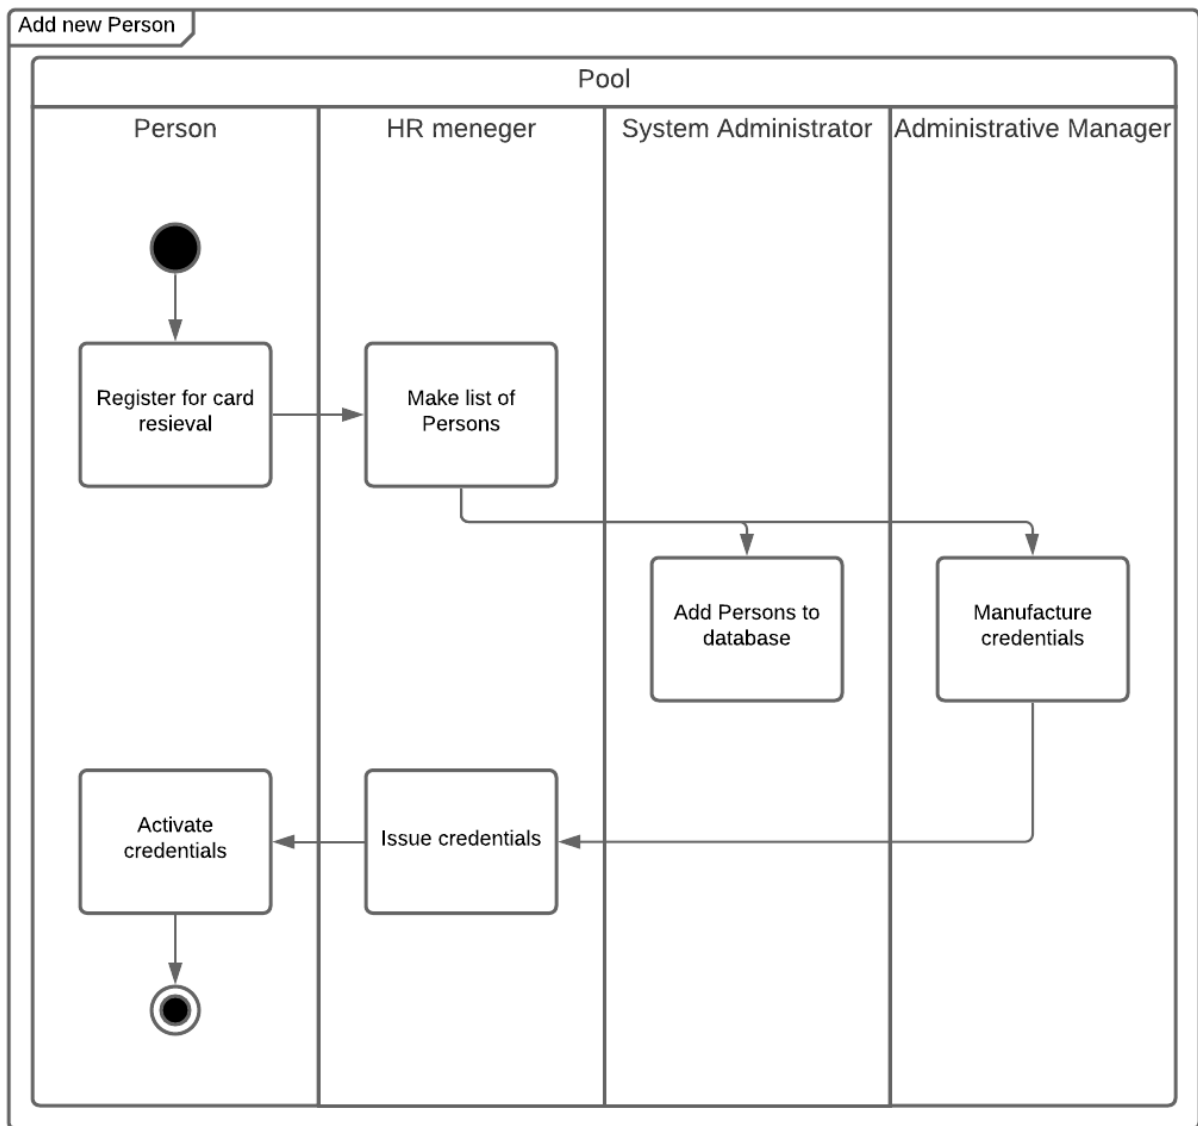 Add new Person
Pool
Person
HR meneger
System Administrator
Administrative Manager
Register for card
resieval
Make list of
Persons
Add Persons to
database
Manufacture
credentials
Activate
credentials
Issue credentials